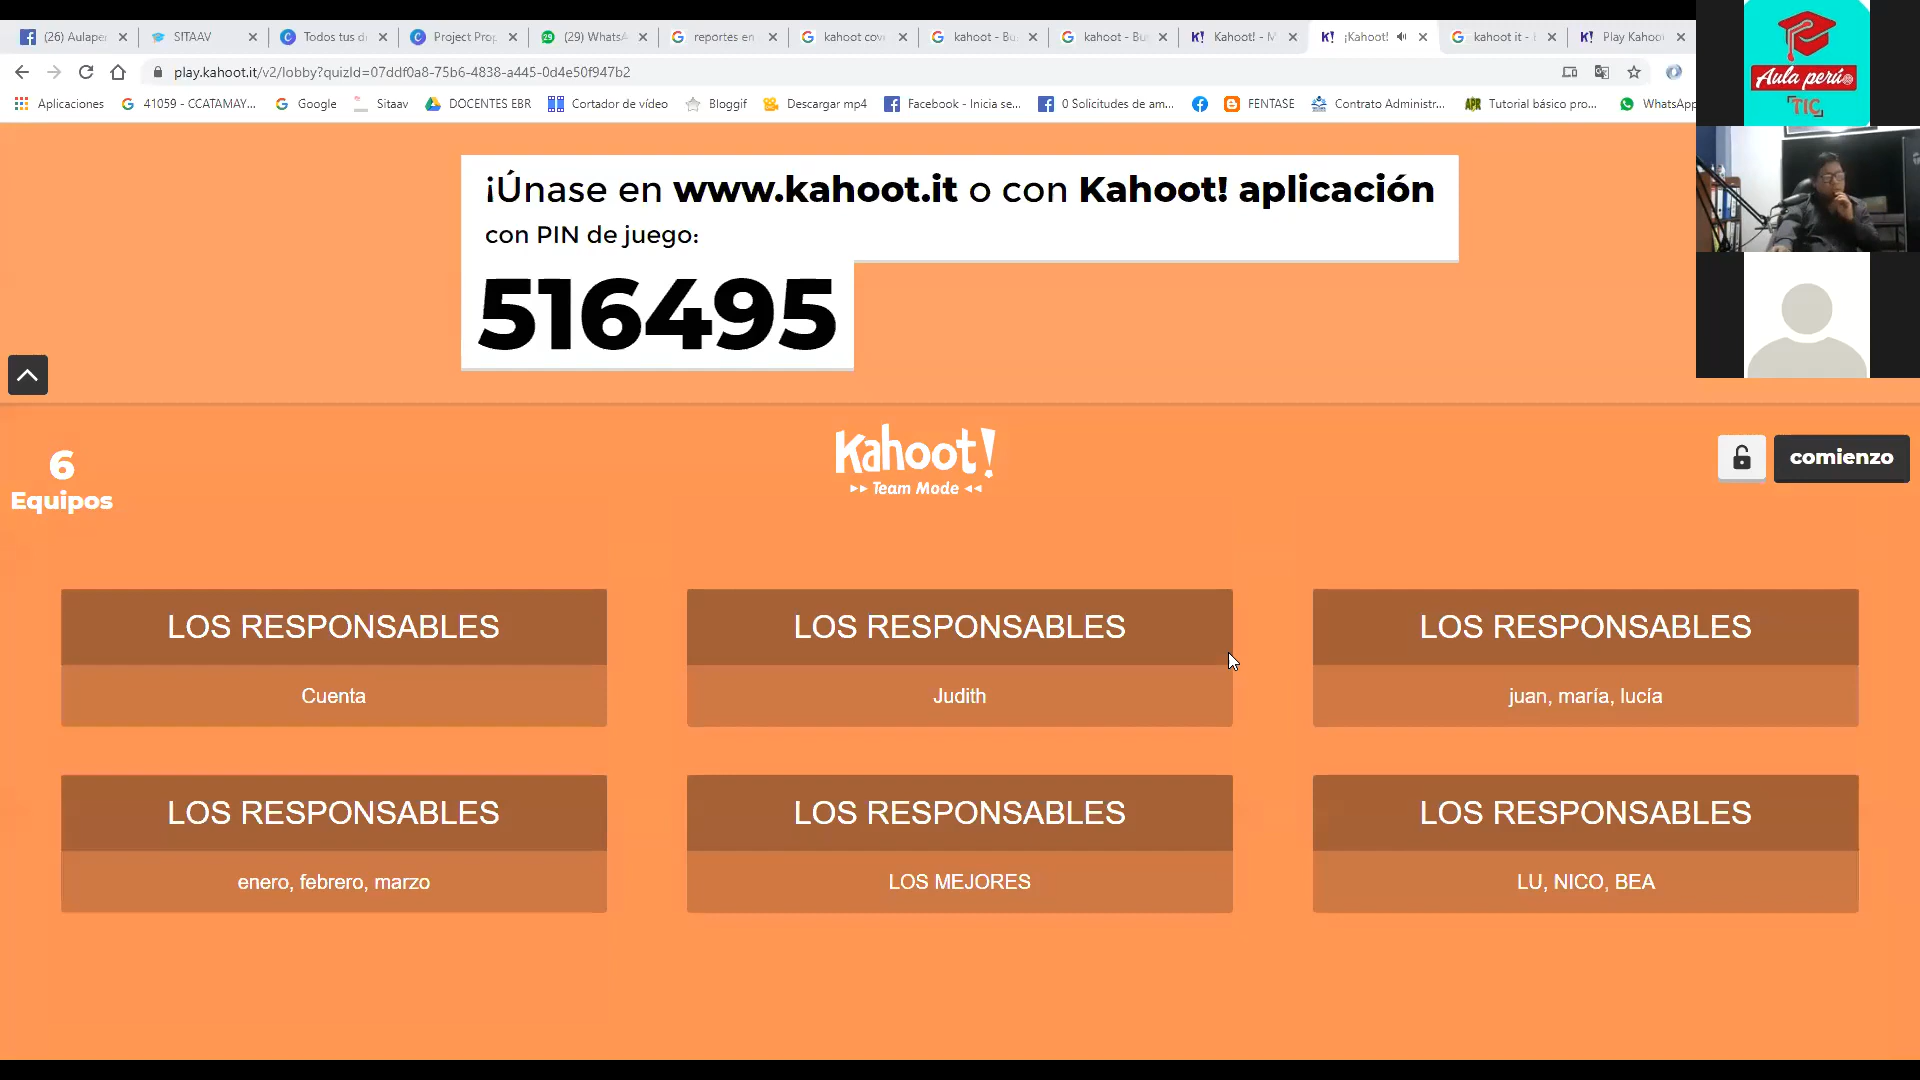 (26) Aulape
SITAAV
Todos tus d
Project Prop
(29) WhatsA
reportes en
kahoot cov
kahoot - Bu
kahoot - Bu
Kahoot! - M
¡Kahoot!
kahoot it - 
Play Kahoo
play.kahoot.it/v2/lobby?quizId=07ddf0a8-75b6-4838-a445-0d4e50f947b2
Aplicaciones
41059 - CCATAMAY...
Google
Sitaav
DOCENTES EBR
Cortador de vídeo
Bloggif
Descargar mp4
Facebook - Inicia se...
0 Solicitudes de am...
FENTASE
Contrato Administr...
Tutorial básico pro...
WhatsApp
Aula perú
TIC
¡Únase en www.kahoot.it o con Kahoot! aplicación
con PIN de juego:
516495
6
Equipos
Kahoot!
Team Mode
comienzo
LOS RESPONSABLES
Cuenta
LOS RESPONSABLES
Judith
LOS RESPONSABLES
juan, maría, lucía
LOS RESPONSABLES
enero, febrero, marzo
LOS RESPONSABLES
LOS MEJORES
LOS RESPONSABLES
LU, NICO, BEA